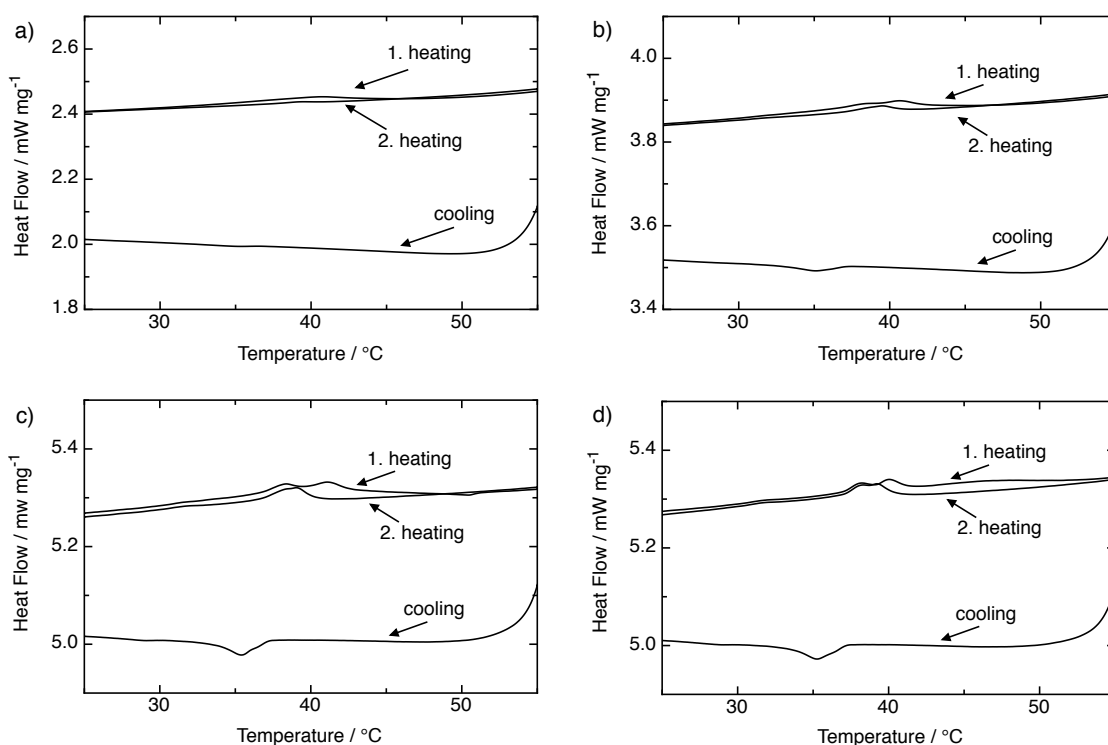 a)
Heat Flow / mW mg-1
2.6
2.4
2.2
2.0
1.8
1. heating
2. heating
cooling
30
40
50
Temperature / °C
b)
Heat Flow / mW mg-1
4.0
3.8
3.6
3.4
1. heating
2. heating
cooling
30
40
50
Temperature / °C
c)
Heat Flow / mw mg-1
5.4
5.2
5.0
1. heating
2. heating
cooling
30
40
50
Temperature / °C
d)
Heat Flow / mW mg-1
5.4
5.2
5.0
1. heating
2. heating
cooling
30
40
50
Temperature / °C